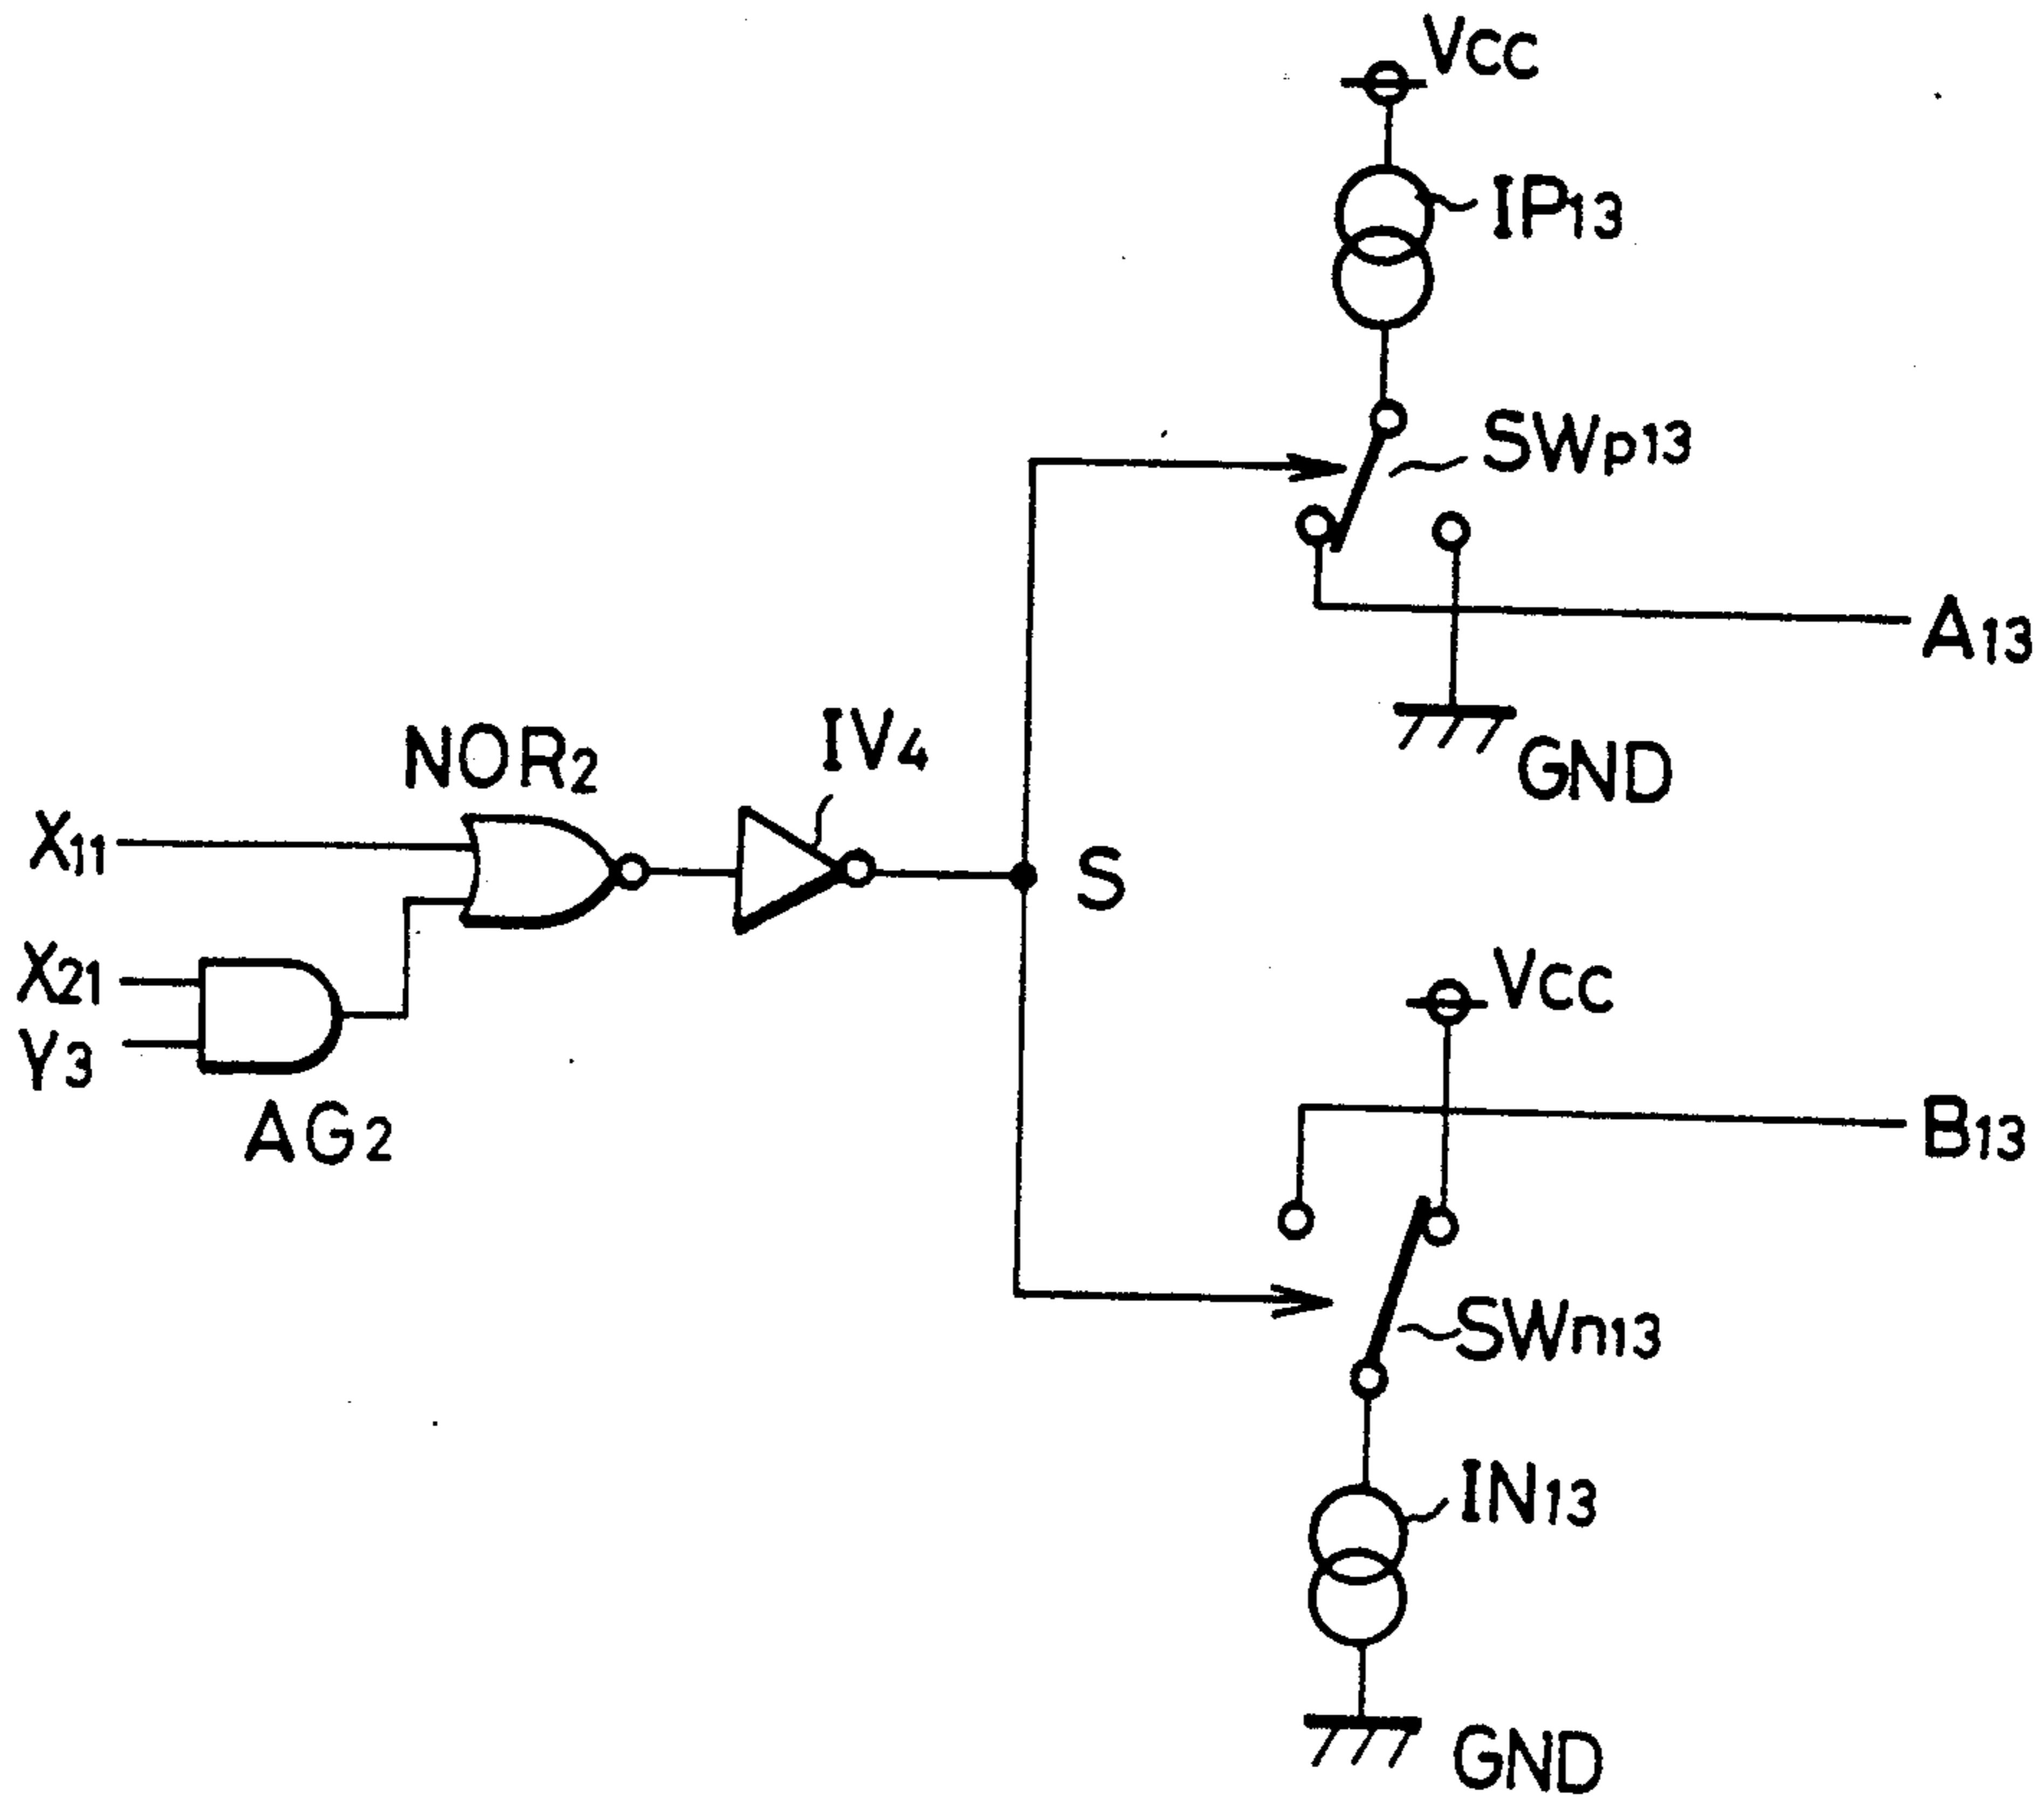 VCC
IP13
SWp13
A13
GND
NOR2
IV4
X11
S
X21
Y3
AG2
VCC
B13
SWn13
IN13
GND